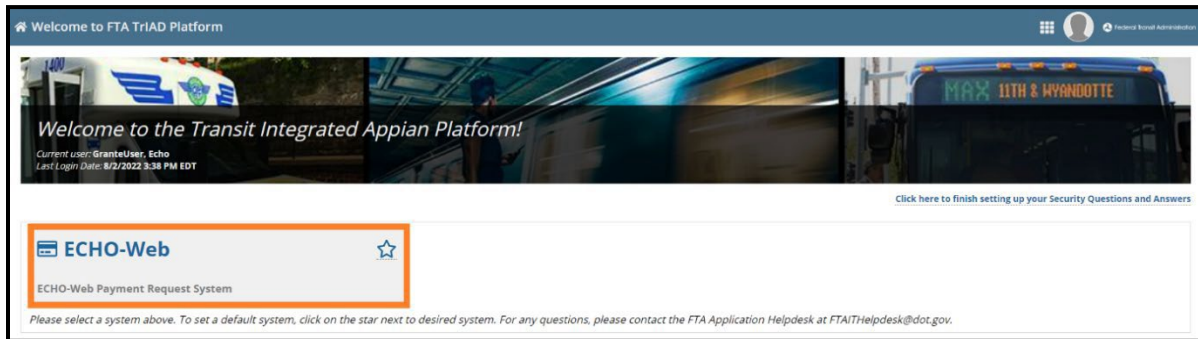 Welcome to FTA TrIAD Platform
Federal Transit Administration
1400
MAX 11TH & WYANDOTTE
Welcome to the Transit Integrated Appian Platform!
Current user: GranteUser, Echo
Last Login Date: 8/2/2022 3:38 PM EDT
Click here to finish setting up your Security Questions and Answers
ECHO-Web
ECHO-Web Payment Request System
Please select a system above. To set a default system, click on the star next to desired system. For any questions, please contact the FTA Application Helpdesk at FTAITHelpdesk@dot.gov.